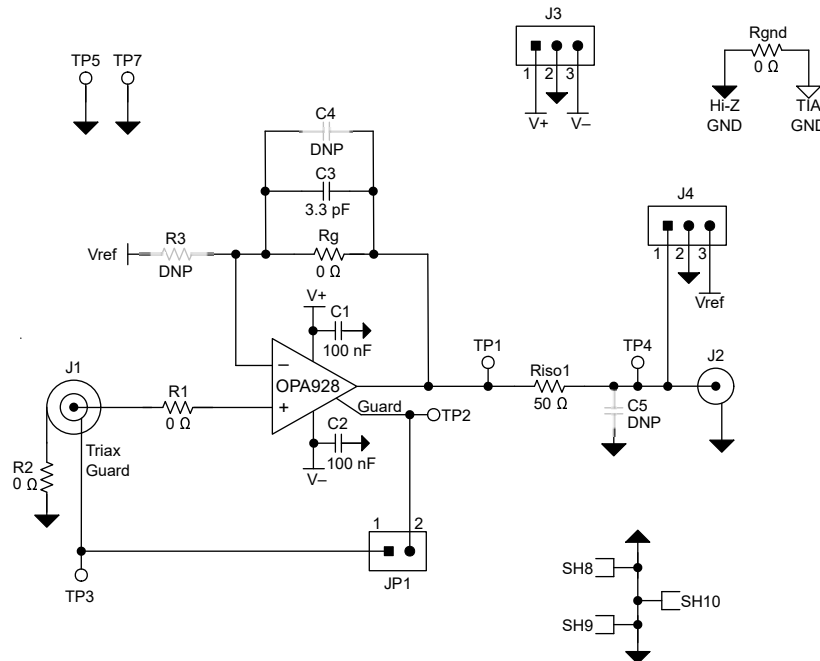 J3
1 2 3
V+ V–
Rgnd
0 Ω
Hi-Z
GND
TIA
GND
TP5 TP7
C4
DNP
C3
3.3 pF
Rg
0 Ω
Vref
R3
DNP
J4
1 2 3
Vref
V+
C1
100 nF
–
OPA928
+
Guard
TP2
C2
100 nF
V–
J1
R1
0 Ω
Triax
Guard
R2
0 Ω
TP1
Riso1
50 Ω
TP4
C5
DNP
J2
1 2
JP1
TP3
SH8
SH10
SH9